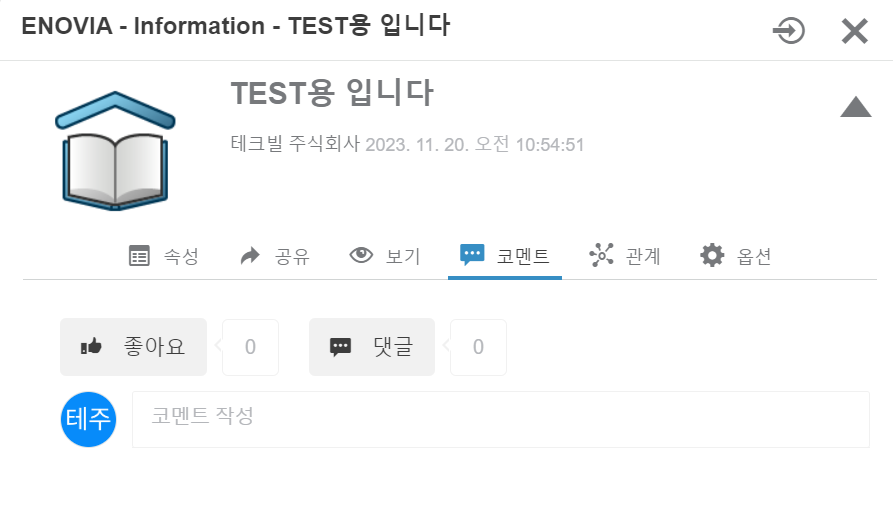 ENOVIA - Information - TEST용 입니다
TEST용 입니다
테크빌 주식회사 2023. 11. 20. 오전 10:54:51
속성 공유 보기 코멘트 관계 옵션
좋아요 0 댓글 0
테주 코멘트 작성